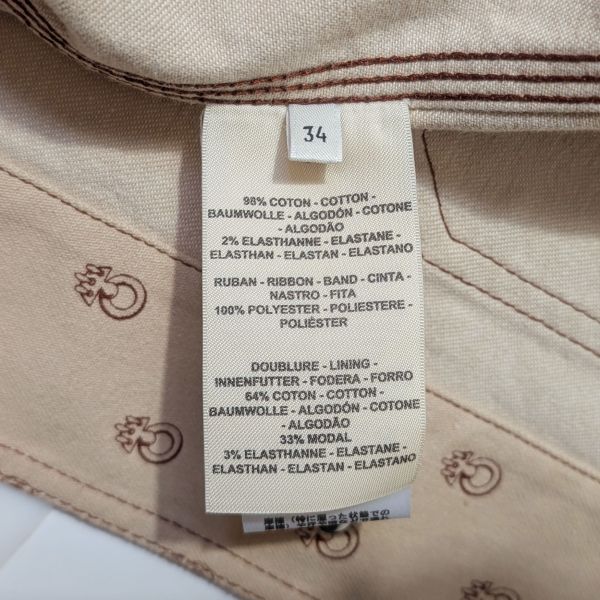 34
98% COTON - COTTON -
BAUMWOLLE - ALGODÓN - COTONE
- ALGODÃO
2% ELASTHANNE - ELASTANE -
ELASTHAN - ELASTAN - ELASTANO
RUBAN - RIBBON - BAND - CINTA -
NASTRO - FITA
100% POLYESTER - POLIESTERE -
POLIÉSTER
DOUBLURE - LINING -
INNENFUTTER - FODERA - FORRO
64% COTON - COTTON -
BAUMWOLLE - ALGODÓN - COTONE
- ALGODÃO
33% MODAL
3% ELASTHANNE - ELASTANE -
ELASTHAN - ELASTAN - ELASTANO